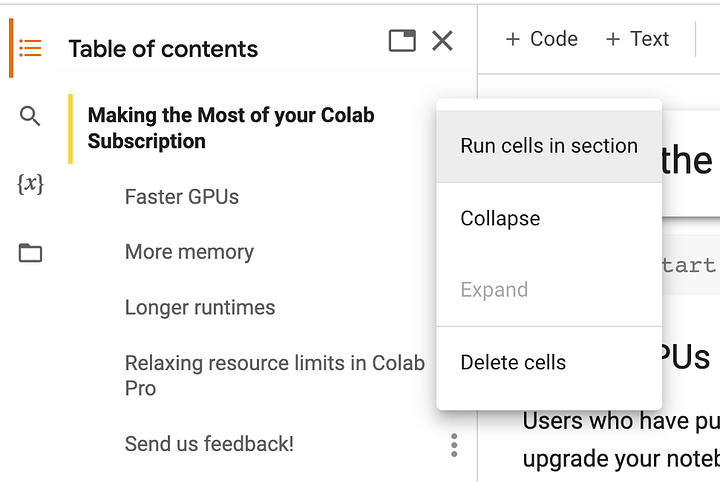 Table of contents
+ Code + Text
Making the Most of your Colab
Subscription
Faster GPUs
More memory
Longer runtimes
Relaxing resource limits in Colab
Pro
Send us feedback!
{x}
Run cells in section
Collapse
Expand
Delete cells
the
tart
PUs
Users who have pu
upgrade your noteb